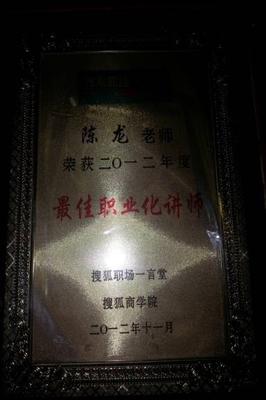 陈龙 老师
荣获二〇一二年度
最佳职业化讲师
搜狐职场一言堂
搜狐商学院
二〇一二年十一月